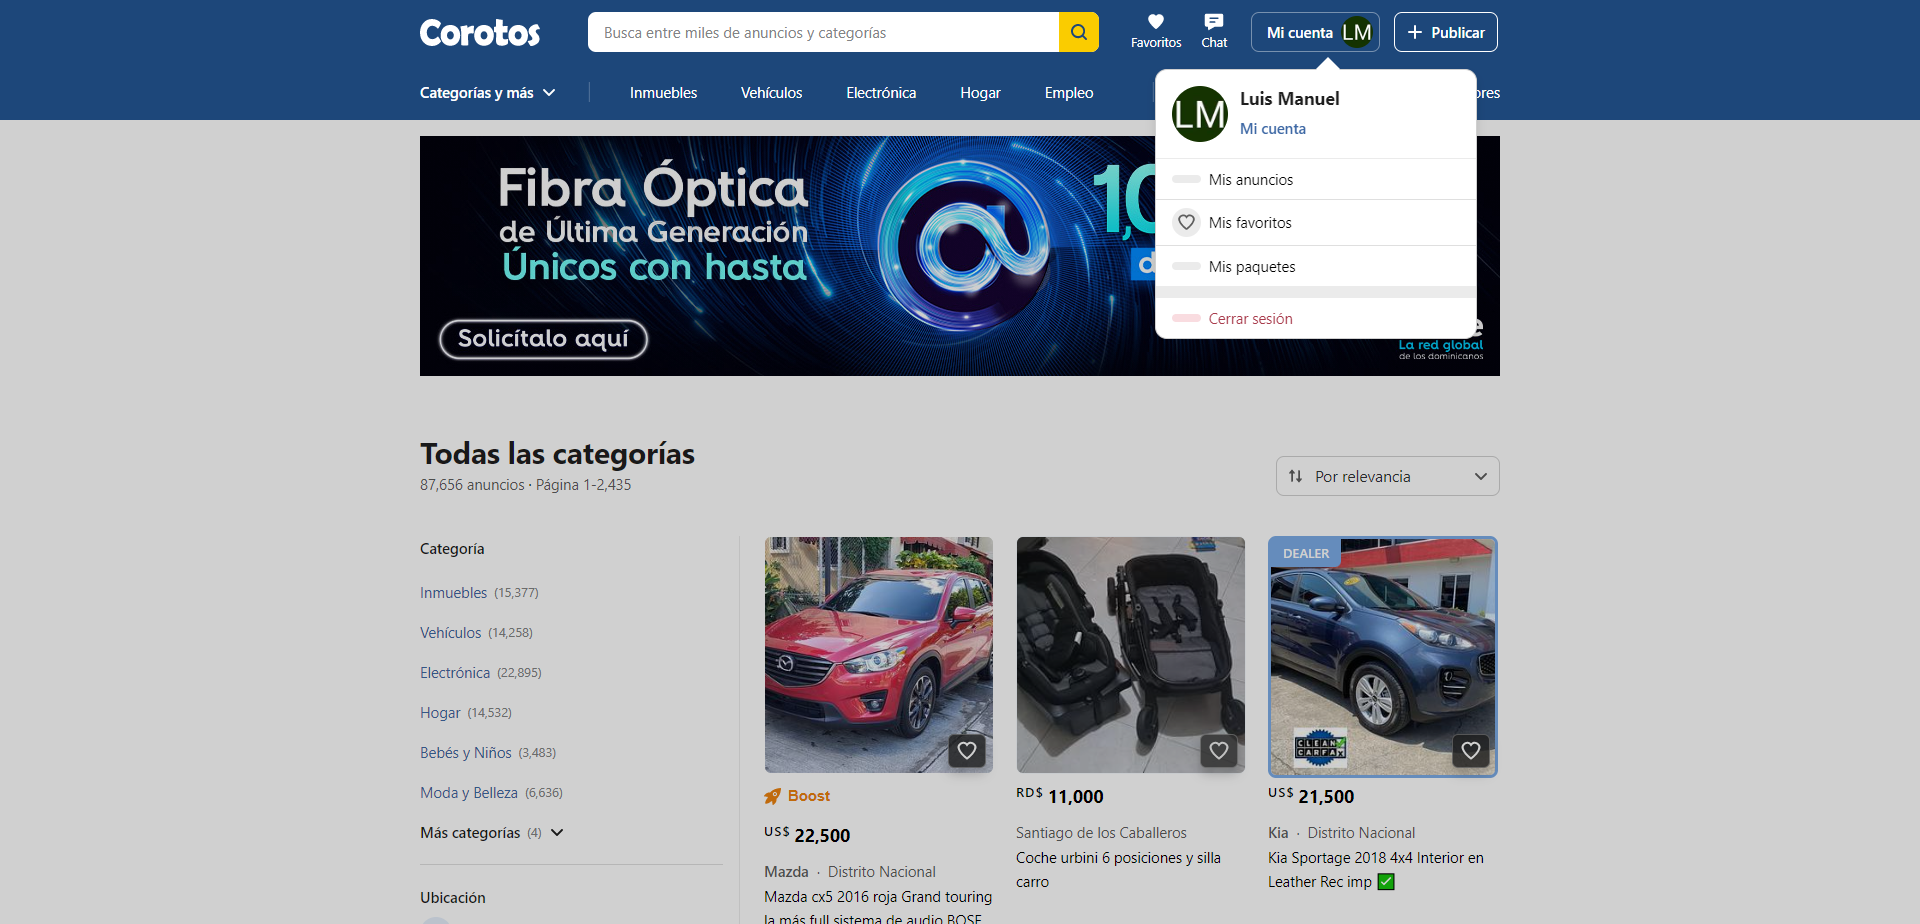 Corotos
Busca entre miles de anuncios y categorías
Favoritos
Chat
Mi cuenta LM
Publicar
Categorías y más
Inmuebles
Vehículos
Electrónica
Hogar
Empleo
ores
LM
Luis Manuel
Mi cuenta
Mis anuncios
Mis favoritos
Mis paquetes
Cerrar sesión
Fibra Óptica
de Última Generación
Únicos con hasta
Solicítalo aquí
10,
d
e
La red global
de los dominicanos
Todas las categorías
87,656 anuncios · Página 1-2,435
Por relevancia
Categoría
Inmuebles (15,377)
Vehículos (14,258)
Electrónica (22,895)
Hogar (14,532)
Bebés y Niños (3,483)
Moda y Belleza (6,636)
Más categorías (4)
Ubicación
Boost
US$ 22,500
Mazda · Distrito Nacional
Mazda cx5 2016 roja Grand touring
la más full sistema de audio BOSE
RD$ 11,000
Santiago de los Caballeros
Coche urbini 6 posiciones y silla
carro
DEALER
CLEAN
CARFAX
US$ 21,500
Kia · Distrito Nacional
Kia Sportage 2018 4x4 Interior en
Leather Rec imp ✅